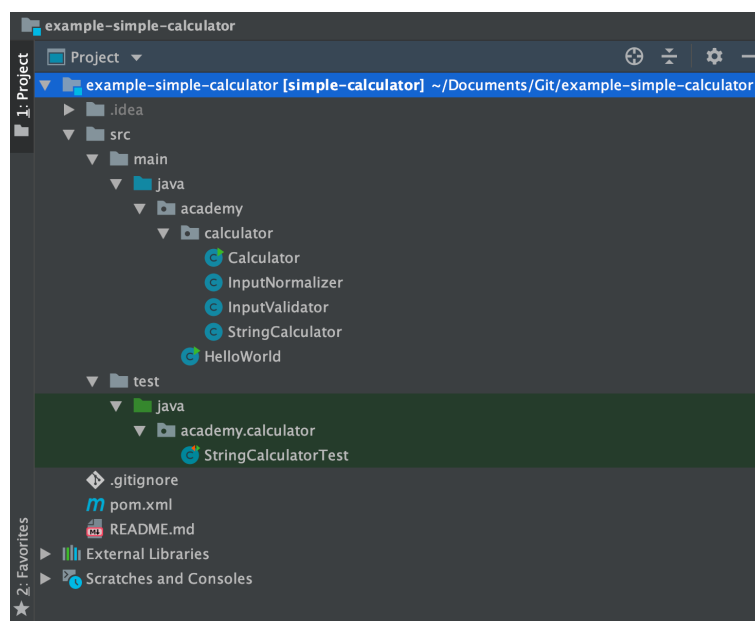 example-simple-calculator
1: Project
Project
example-simple-calculator [simple-calculator] ~/Documents/Git/example-simple-calculator
.idea
src
main
java
academy
calculator
Calculator
InputNormalizer
InputValidator
StringCalculator
HelloWorld
test
java
academy.calculator
StringCalculatorTest
.gitignore
pom.xml
README.md
External Libraries
Scratches and Consoles
2: Favorites